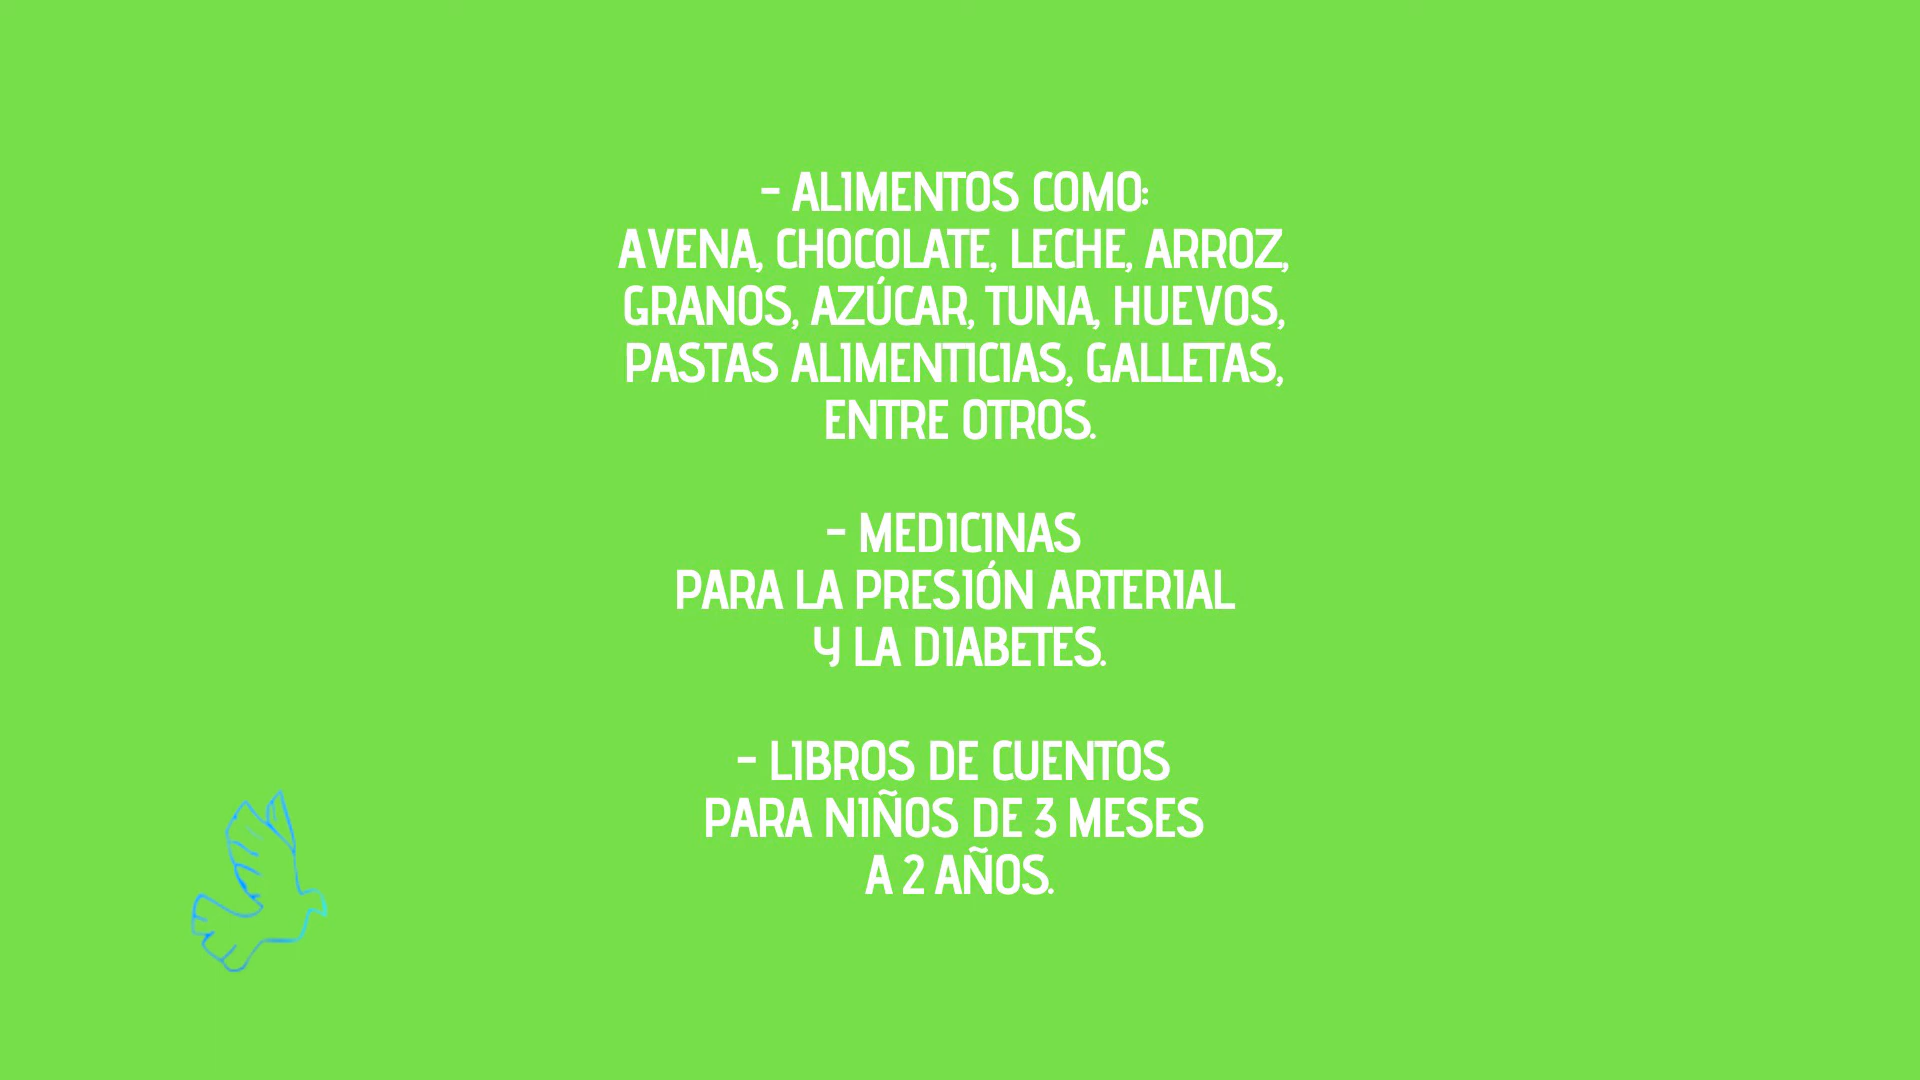 - ALIMENTOS COMO:
AVENA, CHOCOLATE, LECHE, ARROZ,
GRANOS, AZÚCAR, TUNA, HUEVOS,
PASTAS ALIMENTICIAS, GALLETAS,
ENTRE OTROS.
- MEDICINAS
PARA LA PRESIÓN ARTERIAL
Y LA DIABETES.
- LIBROS DE CUENTOS
PARA NIÑOS DE 3 MESES
A 2 AÑOS.